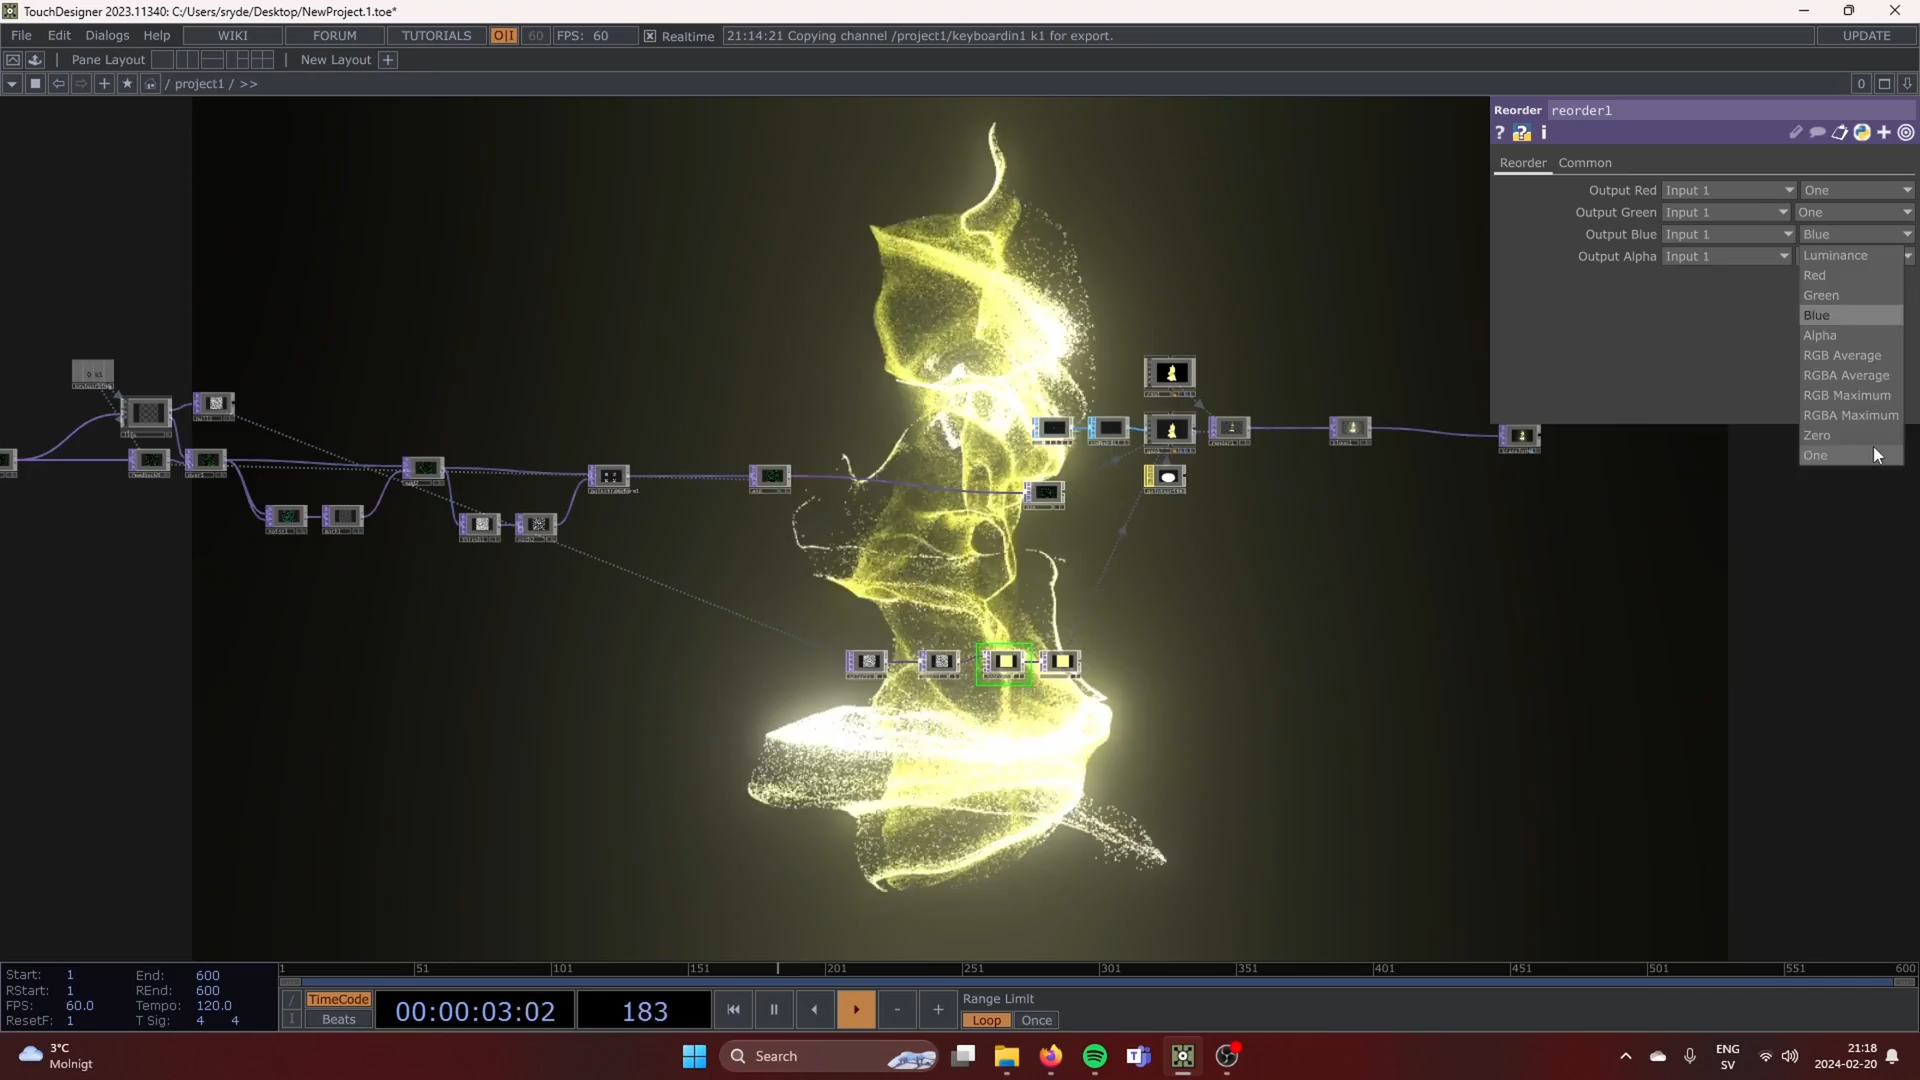 TouchDesigner 2023.11340: C:/Users/sryde/Desktop/NewProject.1.toe*
File Edit Dialogs Help WIKI FORUM TUTORIALS O|I 60 FPS: 60 Realtime 21:14:21 Copying channel /project1/keyboardin1 k1 for export. UPDATE
Pane Layout New Layout +
/ project1 / >> 0
Reorder reorder1
? ? i
Reorder Common
Output Red Input 1 One
Output Green Input 1 One
Output Blue Input 1 Blue
Output Alpha Input 1
Luminance
Red
Green
Blue
Alpha
RGB Average
RGBA Average
RGB Maximum
RGBA Maximum
Zero
One
0 k1
1 51 101 151 201 251 301 351 401 451 501 551 600
Start: 1 End: 600
RStart: 1 REnd: 600
FPS: 60.0 Tempo: 120.0
ResetF: 1 T Sig: 4 4
TimeCode
Beats
00:00:03:02 183
Range Limit
Loop Once
3°C
Molnigt
Search
ENG
SV
21:18
2024-02-20